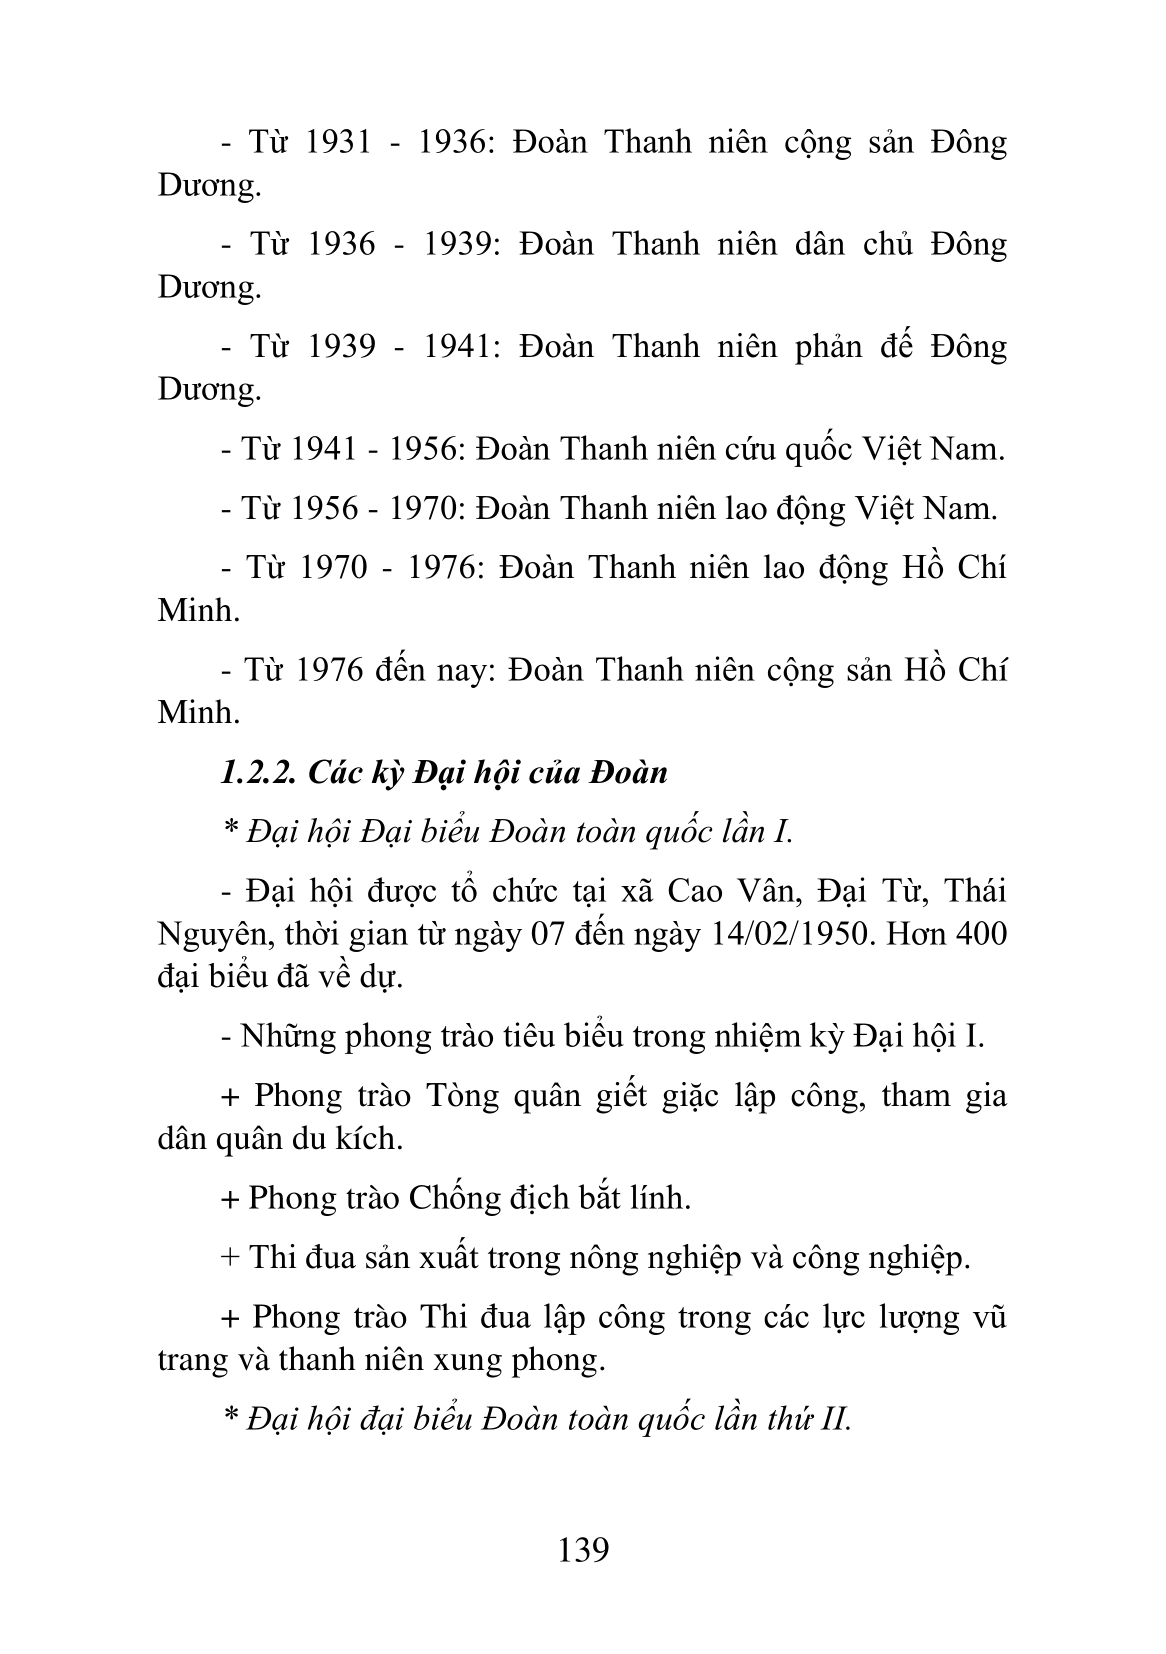 - Từ 1931 - 1936: Đoàn Thanh niên cộng sản Đông
Dương.
- Từ 1936 - 1939: Đoàn Thanh niên dân chủ Đông
Dương.
- Từ 1939 - 1941: Đoàn Thanh niên phản đế Đông
Dương.
- Từ 1941 - 1956: Đoàn Thanh niên cứu quốc Việt Nam.
- Từ 1956 - 1970: Đoàn Thanh niên lao động Việt Nam.
- Từ 1970 - 1976: Đoàn Thanh niên lao động Hồ Chí
Minh.
- Từ 1976 đến nay: Đoàn Thanh niên cộng sản Hồ Chí
Minh.
1.2.2. Các kỳ Đại hội của Đoàn
* Đại hội Đại biểu Đoàn toàn quốc lần I.
- Đại hội được tổ chức tại xã Cao Vân, Đại Từ, Thái
Nguyên, thời gian từ ngày 07 đến ngày 14/02/1950. Hơn 400
đại biểu đã về dự.
- Những phong trào tiêu biểu trong nhiệm kỳ Đại hội I.
+ Phong trào Tòng quân giết giặc lập công, tham gia
dân quân du kích.
+ Phong trào Chống địch bắt lính.
+ Thi đua sản xuất trong nông nghiệp và công nghiệp.
+ Phong trào Thi đua lập công trong các lực lượng vũ
trang và thanh niên xung phong.
* Đại hội đại biểu Đoàn toàn quốc lần thứ II.
139